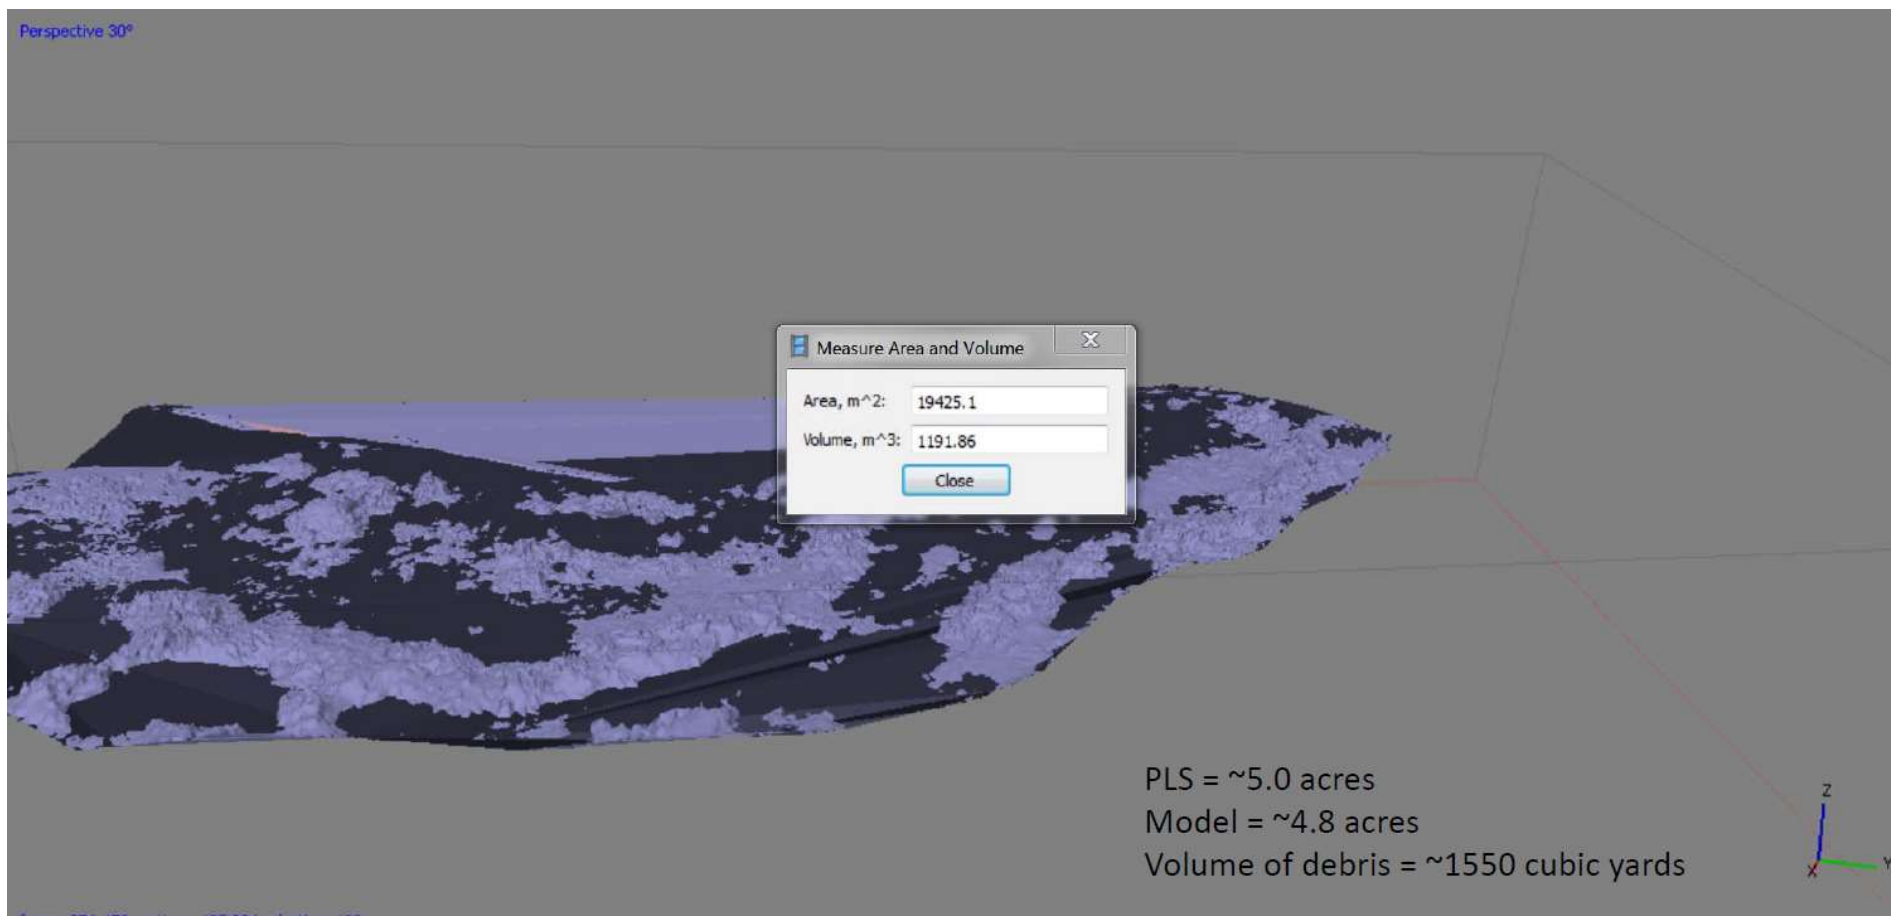 Perspective 30°
Measure Area and Volume
X
Area, m^2: 19425.1
Volume, m^3: 1191.86
Close
PLS = ~5.0 acres
Model = ~4.8 acres
Volume of debris = ~1550 cubic yards
Z
X
Y